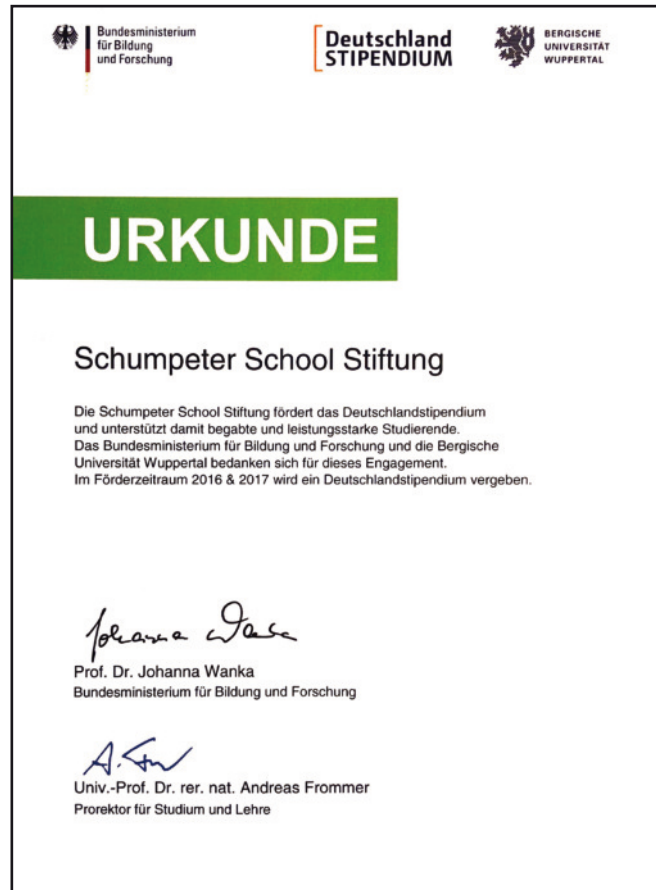 Bundesministerium
für Bildung
und Forschung
Deutschland
STIPENDIUM
BERGISCHE
UNIVERSITÄT
WUPPERTAL
URKUNDE
Schumpeter School Stiftung
Die Schumpeter School Stiftung fördert das Deutschlandstipendium
und unterstützt damit begabte und leistungsstarke Studierende.
Das Bundesministerium für Bildung und Forschung und die Bergische
Universität Wuppertal bedanken sich für dieses Engagement.
Im Förderzeitraum 2016 & 2017 wird ein Deutschlandstipendium vergeben.
Johanna Wanka
Prof. Dr. Johanna Wanka
Bundesministerium für Bildung und Forschung
Univ.-Prof. Dr. rer. nat. Andreas Frommer
Prorektor für Studium und Lehre